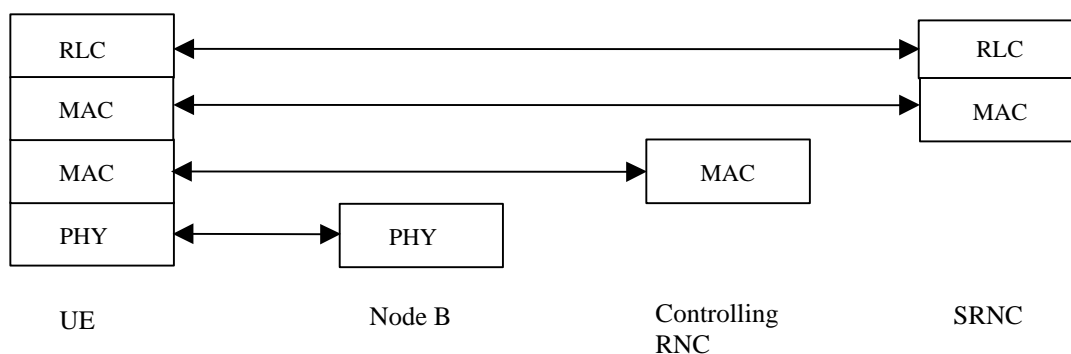 RLC RLC
MAC MAC
MAC MAC
PHY PHY
UE Node B Controlling SRNC
RNC